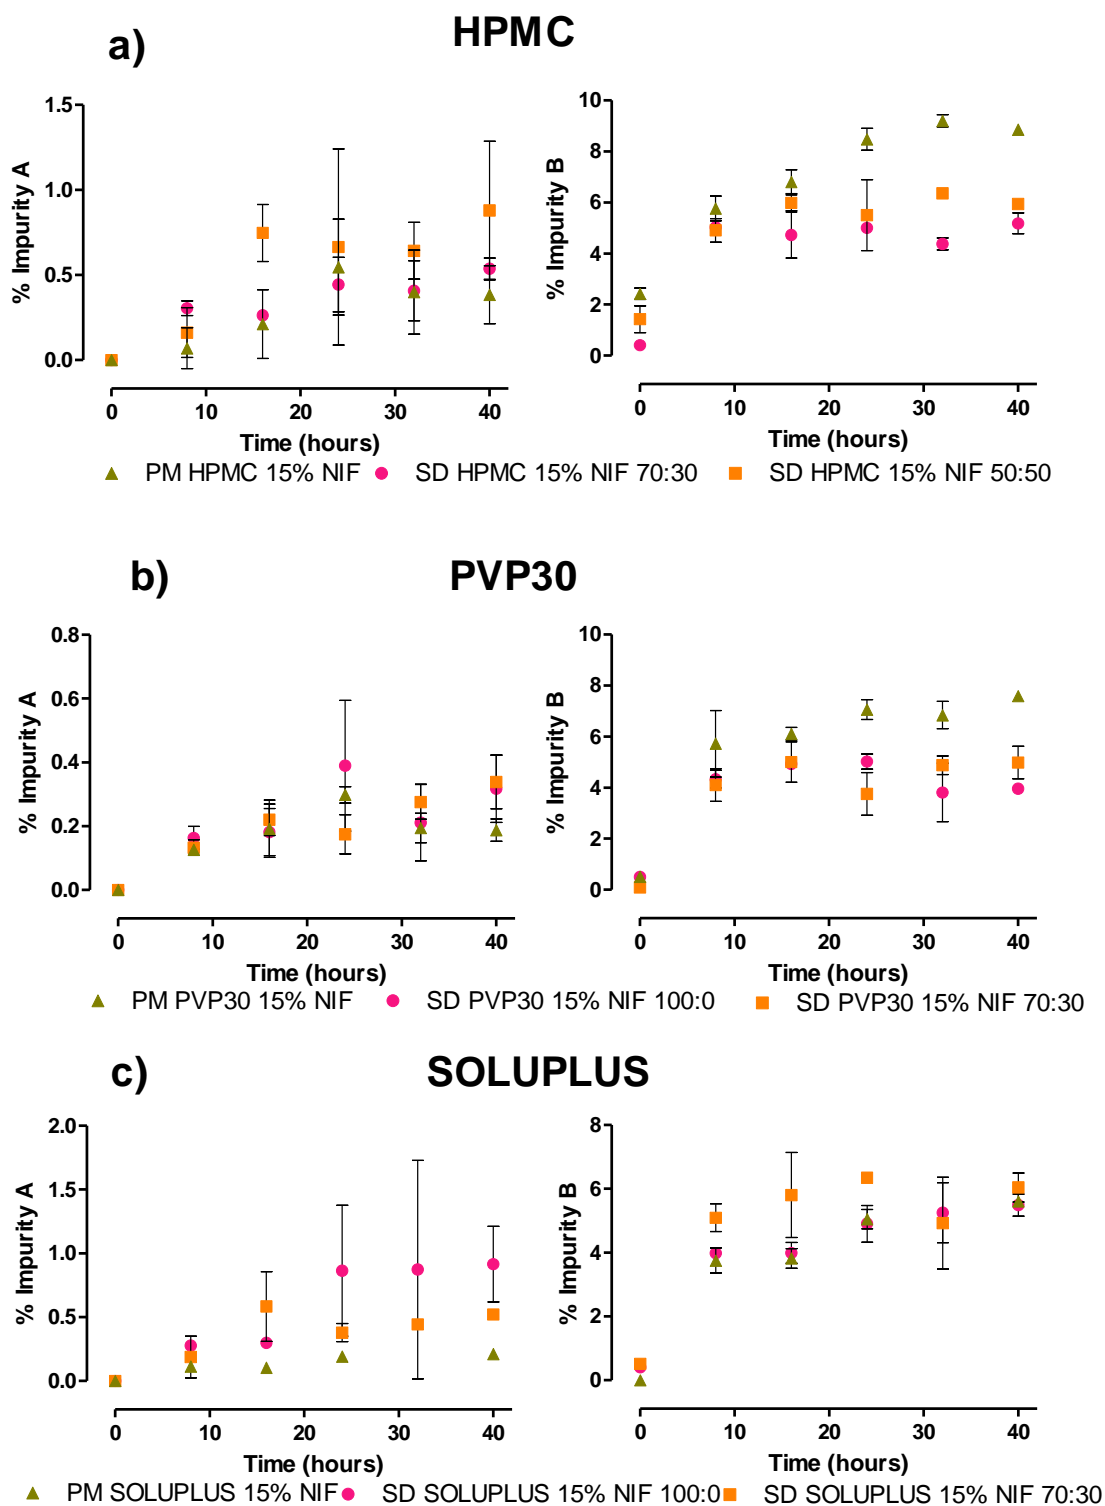 a) HPMC
1.5
1.0
0.5
0.0
% Impurity A
0 10 20 30 40
Time (hours)
10
8
6
4
2
0
% Impurity B
0 10 20 30 40
Time (hours)
PM HPMC 15% NIF SD HPMC 15% NIF 70:30 SD HPMC 15% NIF 50:50
b) PVP30
0.8
0.6
0.4
0.2
0.0
% Impurity A
0 10 20 30 40
Time (hours)
10
8
6
4
2
0
% Impurity B
0 10 20 30 40
Time (hours)
PM PVP30 15% NIF SD PVP30 15% NIF 100:0 SD PVP30 15% NIF 70:30
c) SOLUPLUS
2.0
1.5
1.0
0.5
0.0
% Impurity A
0 10 20 30 40
Time (hours)
8
6
4
2
0
% Impurity B
0 10 20 30 40
Time (hours)
PM SOLUPLUS 15% NIF SD SOLUPLUS 15% NIF 100:0 SD SOLUPLUS 15% NIF 70:30